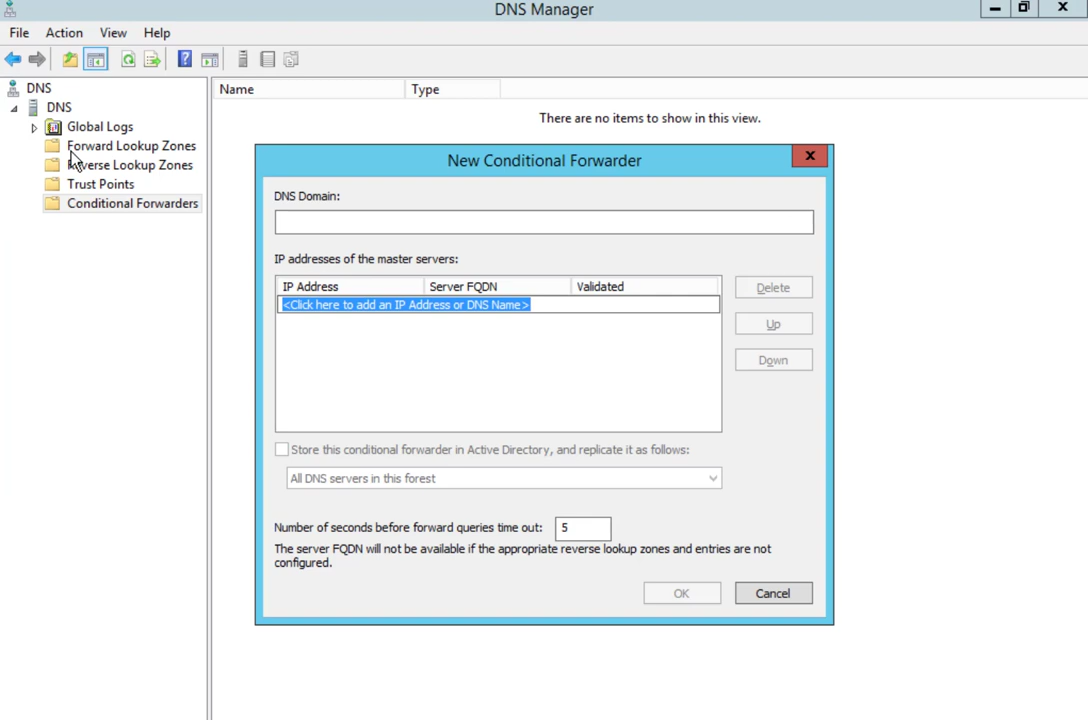 DNS Manager
File Action View Help
DNS
DNS
Global Logs
Forward Lookup Zones
Reverse Lookup Zones
Trust Points
Conditional Forwarders
Name Type
There are no items to show in this view.
New Conditional Forwarder
DNS Domain:
IP addresses of the master servers:
IP Address Server FQDN Validated
<Click here to add an IP Address or DNS Name>
Delete
Up
Down
Store this conditional forwarder in Active Directory, and replicate it as follows:
All DNS servers in this forest
Number of seconds before forward queries time out: 5
The server FQDN will not be available if the appropriate reverse lookup zones and entries are not
configured.
OK Cancel